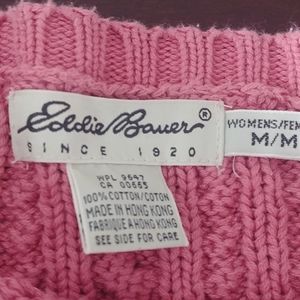 Eddie Bauer®
SINCE 1920
WOMENS/FEM
M/M
WPL 9647
CA 00665
100% COTTON/COTON
MADE IN HONG KONG
FABRIQUE A HONG KONG
SEE SIDE FOR CARE